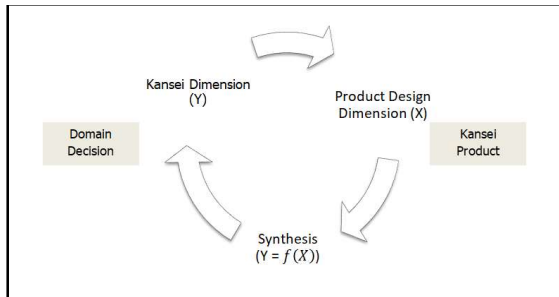 Kansei Dimension
(Y)
Product Design
Dimension (X)
Domain
Decision
Kansei
Product
Synthesis
(Y = f(X))